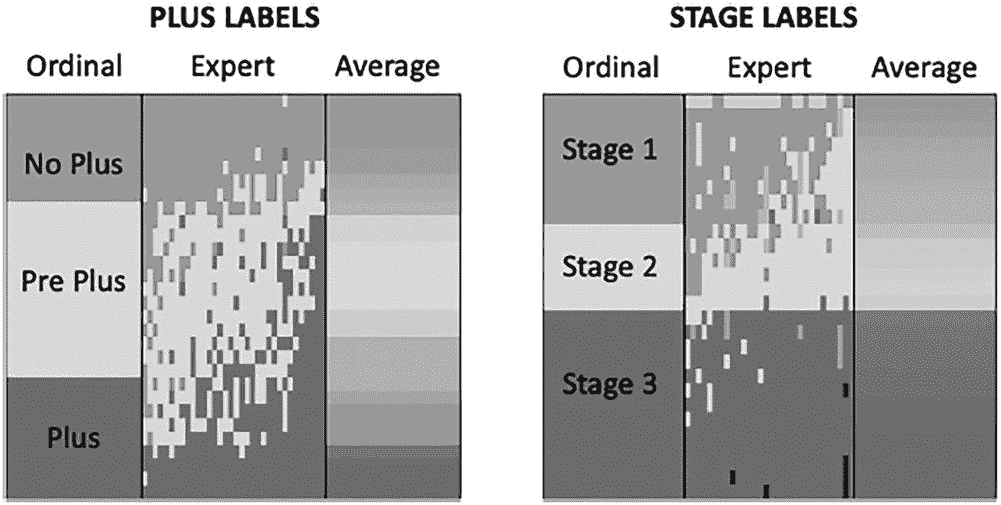 PLUS LABELS
Ordinal Expert Average
No Plus
Pre Plus
Plus
STAGE LABELS
Ordinal Expert Average
Stage 1
Stage 2
Stage 3